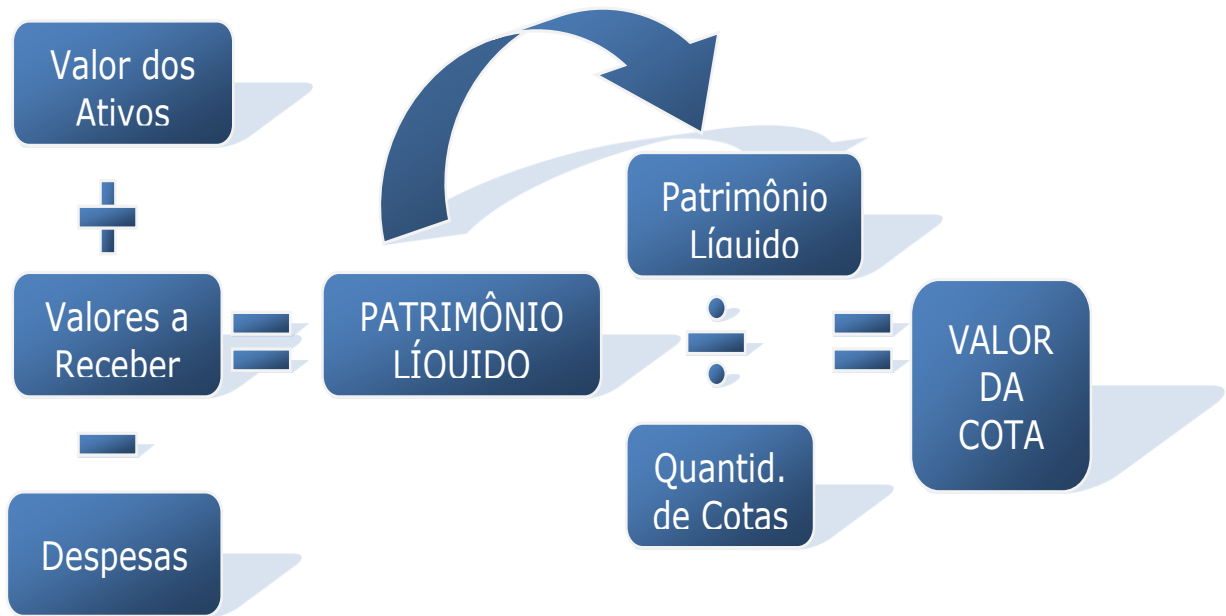 Valor dos
Ativos
Valores a
Receber
Despesas
PATRIMÔNIO
LÍQUIDO
Patrimônio
Líquido
Quantid.
de Cotas
VALOR
DA
COTA